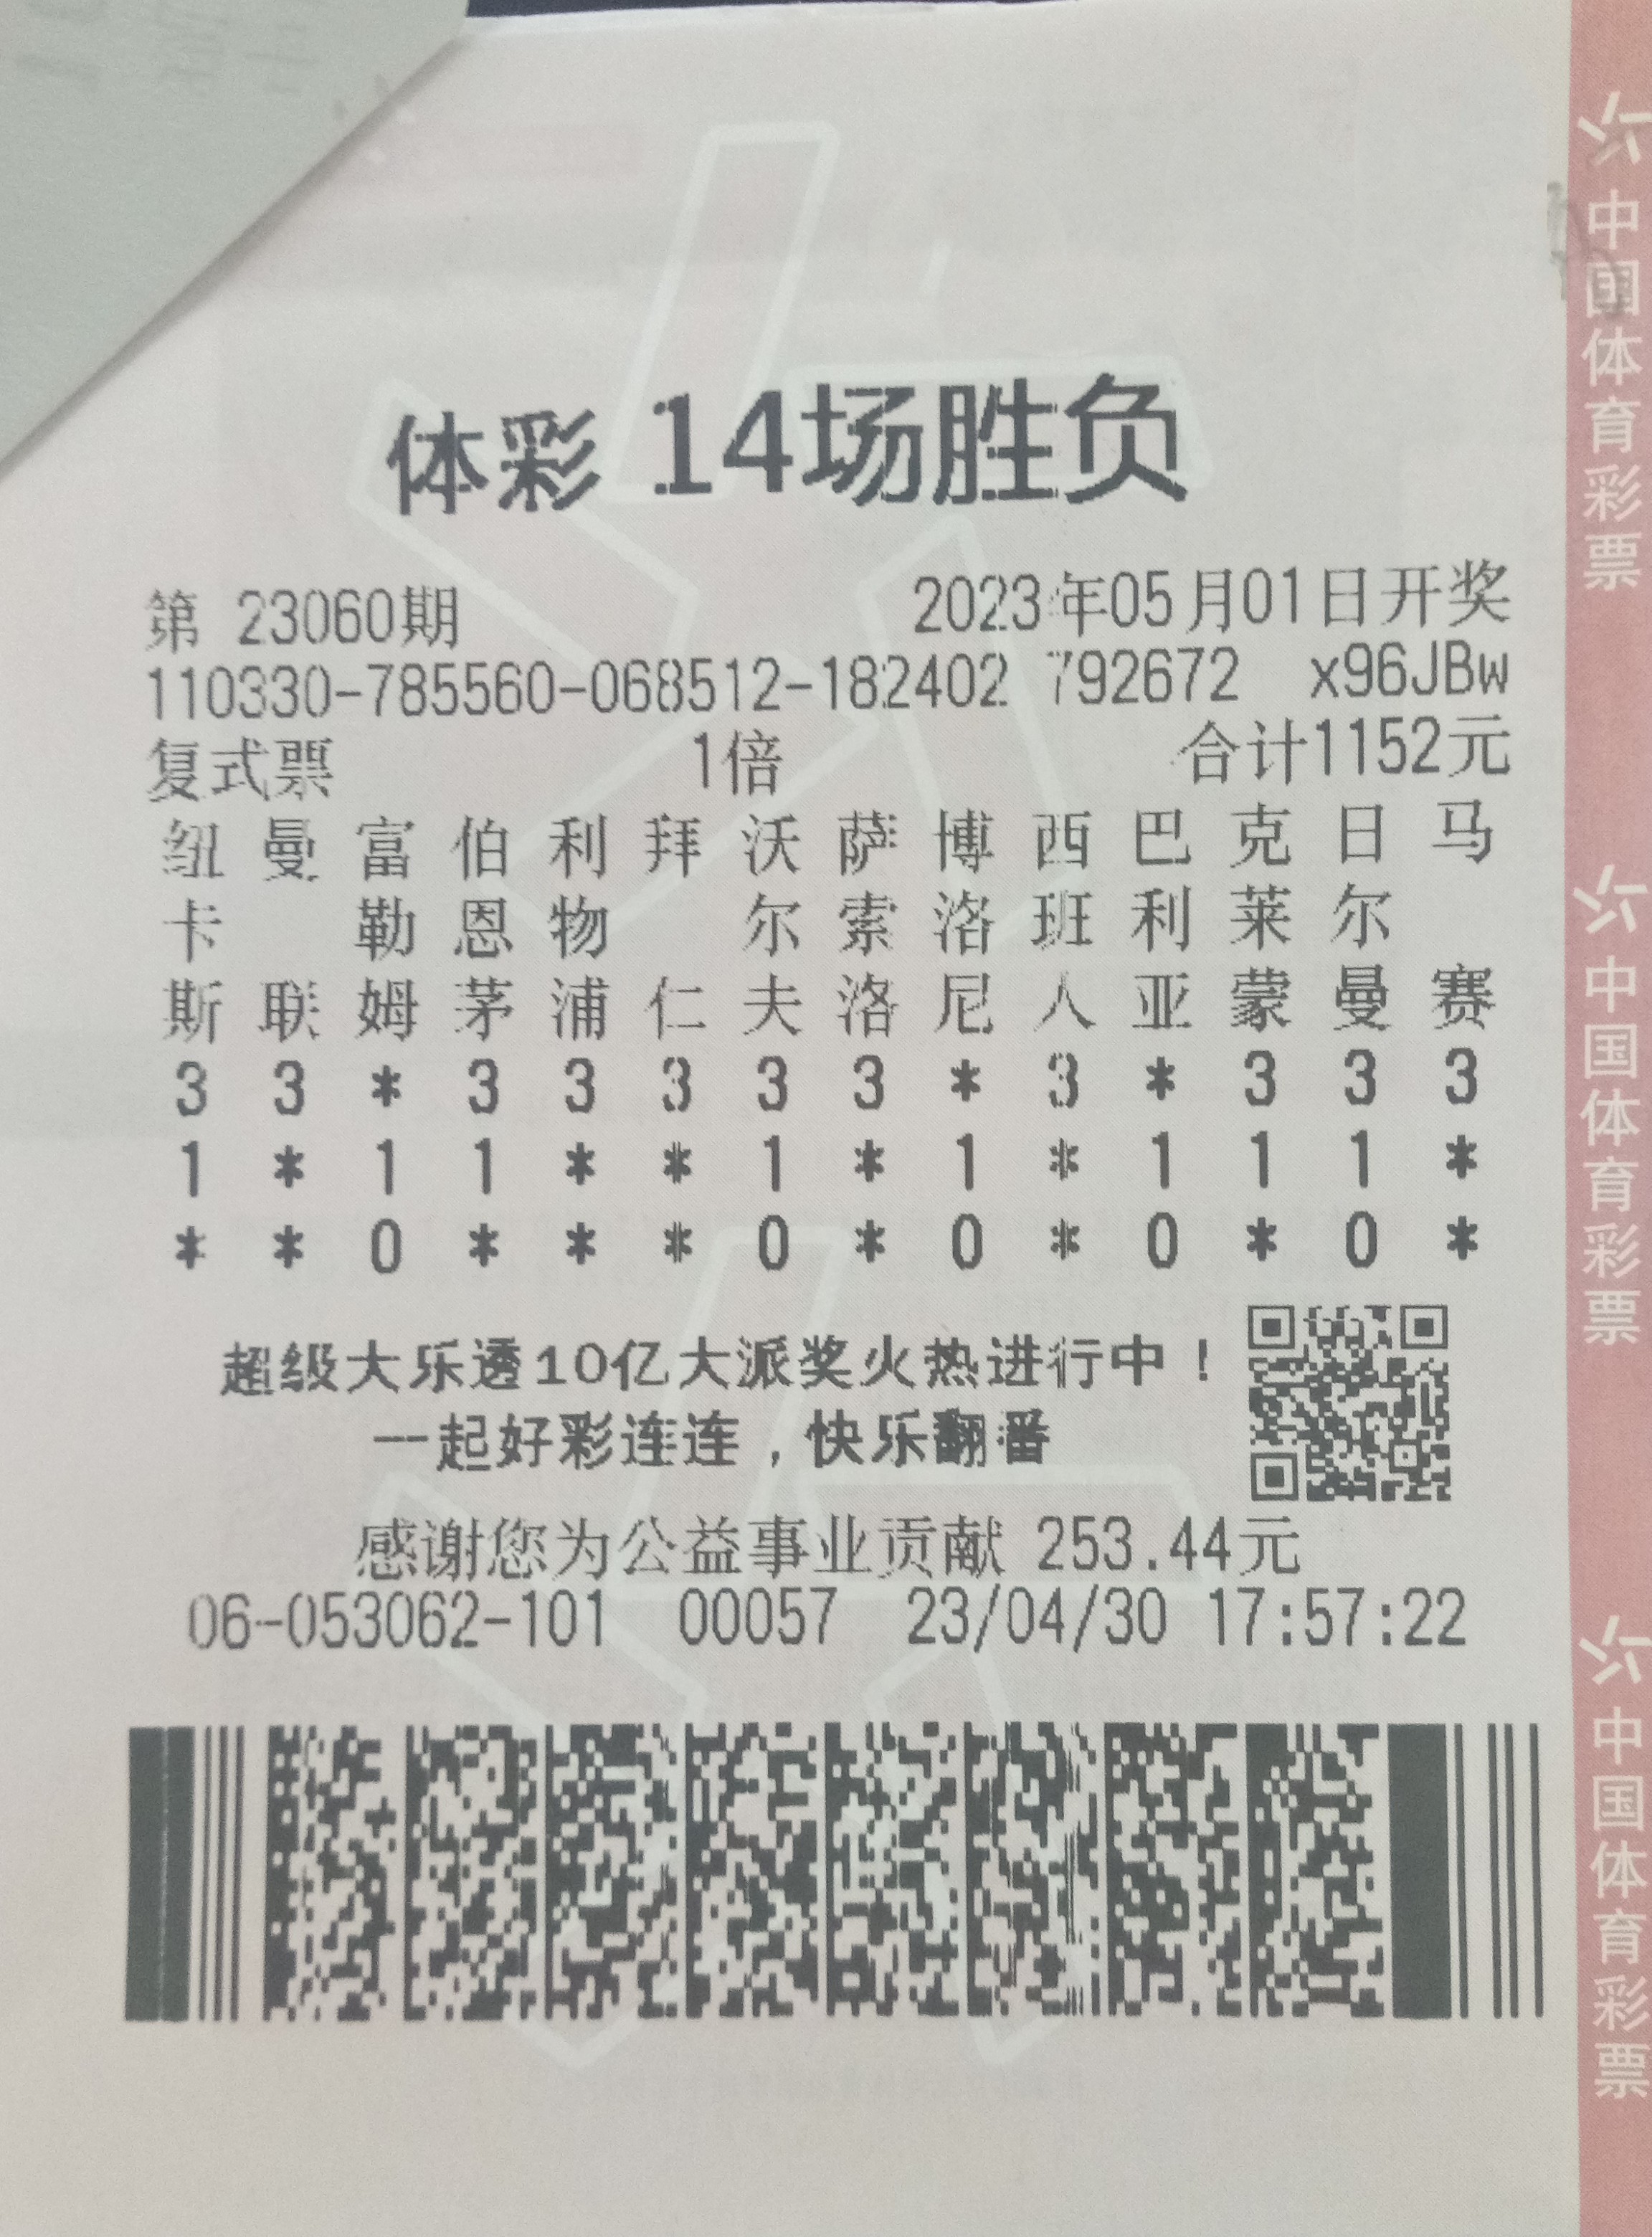 体彩 14场胜负
第 23060期 2023年05月01日开奖
110330-785560-068512-182402 792672 x96JBw
复式票 1倍 合计1152元
纽 曼 富 伯 利 拜 沃 萨 博 西 巴 克 日 马
卡 勒 恩 物 尔 索 洛 班 利 莱 尔
斯 联 姆 茅 浦 仁 夫 洛 尼 人 亚 蒙 曼 赛
3 3 * 3 3 3 3 3 * 3 * 3 3 3
1 * 1 1 * * 1 * 1 * 1 1 1 *
* * 0 * * * 0 * 0 * 0 * 0 *
超级大乐透10亿大派奖火热进行中！
一起好彩连连，快乐翻番
感谢您为公益事业贡献 253.44元
06-053062-101 00057 23/04/30 17:57:22
中国体育彩票
中国体育彩票
中国体育彩票